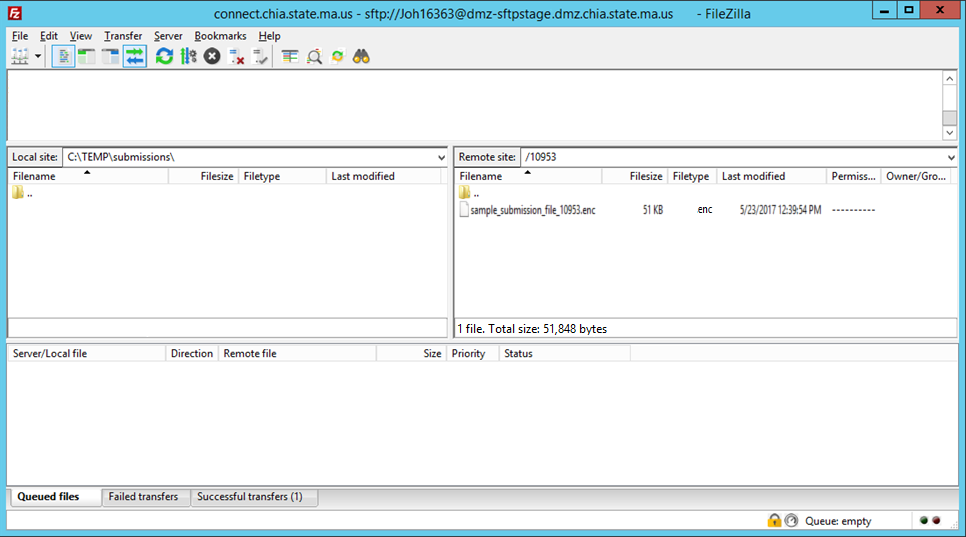 Fz
connect.chia.state.ma.us - sftp://Joh16363@dmz-sftpstage.dmz.chia.state.ma.us - FileZilla
File Edit View Transfer Server Bookmarks Help
Local site: C:\TEMP\submissions\
Filename Filesize Filetype Last modified
..
Remote site: /10953
Filename Filesize Filetype Last modified Permiss... Owner/Gro...
..
sample_submission_file_10953.enc 51 KB enc 5/23/2017 12:39:54 PM ----------
1 file. Total size: 51,848 bytes
Server/Local file Direction Remote file Size Priority Status
Queued files Failed transfers Successful transfers (1)
Queue: empty